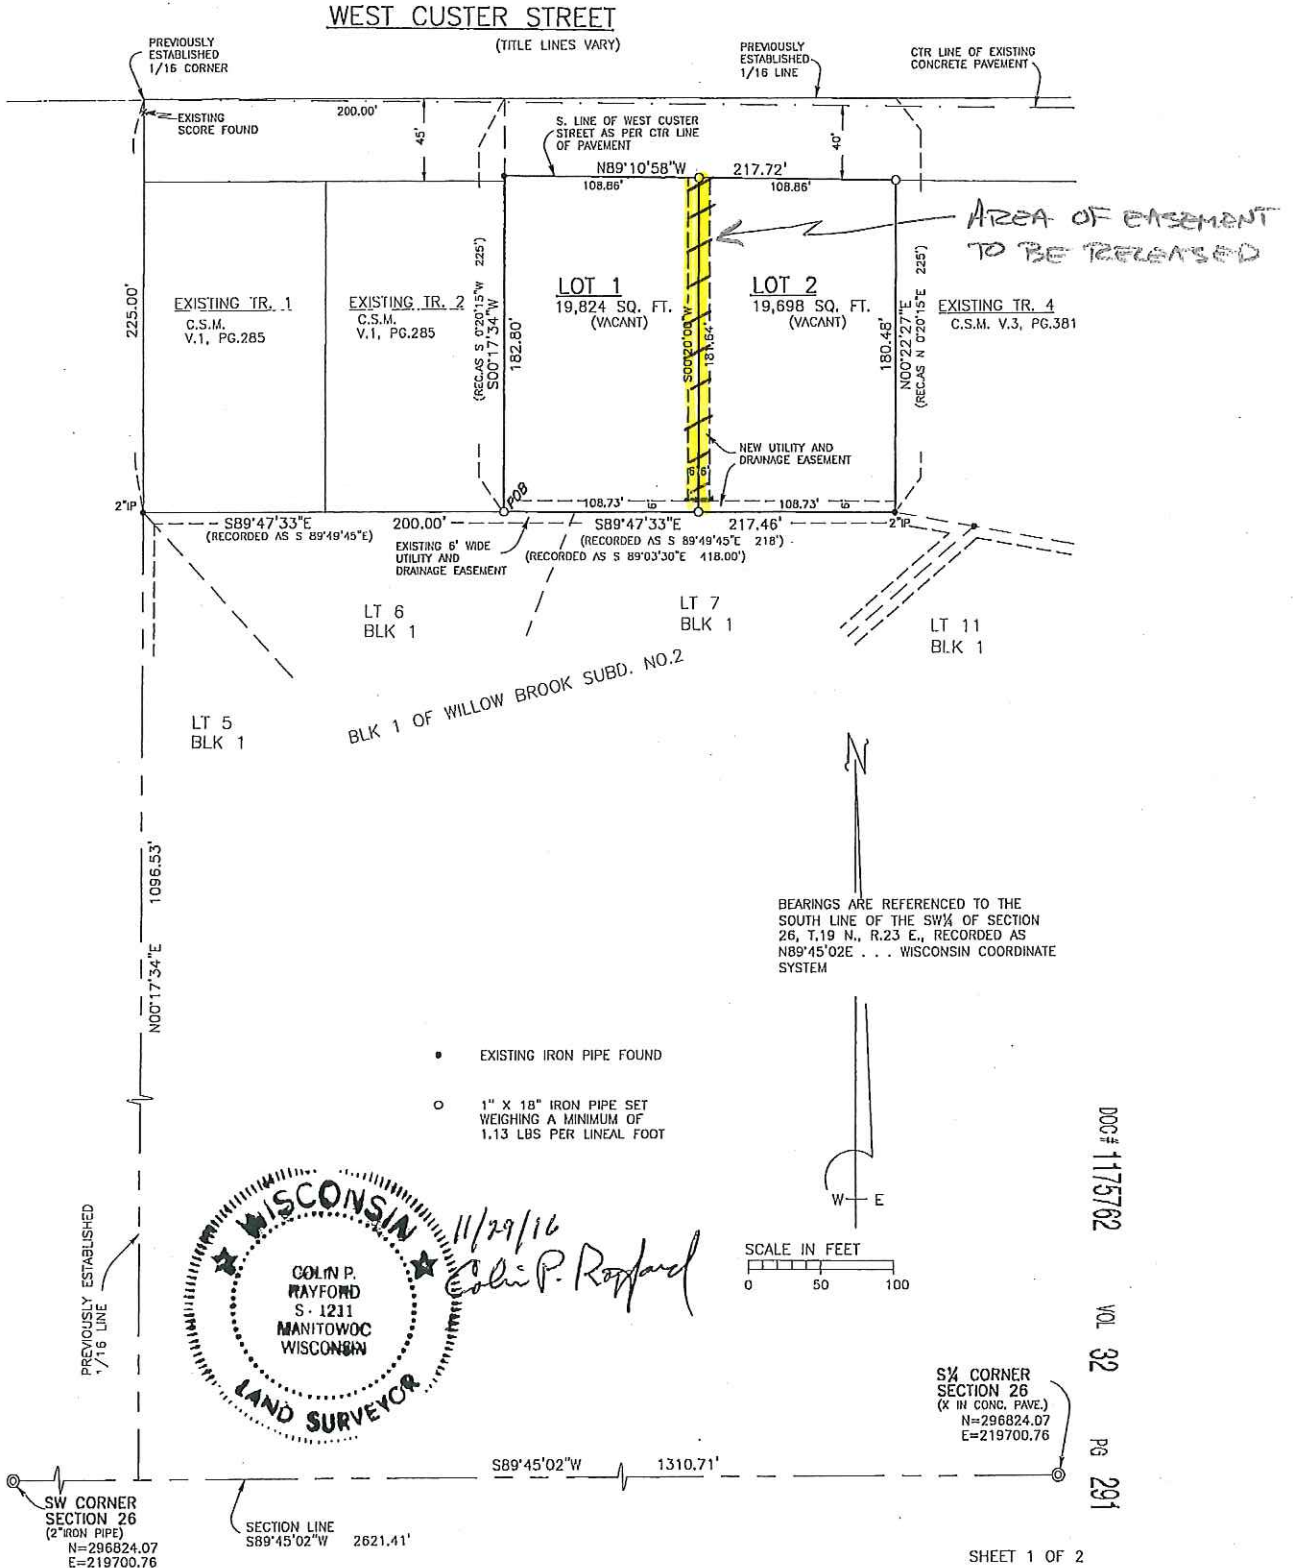 WEST CUSTER STREET
(TITLE LINES VARY)
PREVIOUSLY
ESTABLISHED
1/16 CORNER
PREVIOUSLY
ESTABLISHED
1/16 LINE
CTR LINE OF EXISTING
CONCRETE PAVEMENT
EXISTING
SCORE FOUND
200.00'
45'
S. LINE OF WEST CUSTER
STREET AS PER CTR LINE
OF PAVEMENT
40'
N89°10'58"W 217.72'
108.86'
108.86'
AREA OF EASEMENT
TO BE RELEASED
225.00'
EXISTING TR. 1
C.S.M.
V.1, PG.285
EXISTING TR. 2
C.S.M.
V.1, PG.285
(REC.AS S 0°20'15"W 225')
S00°17'34"W
182.80'
LOT 1
19,824 SQ. FT.
(VACANT)
S00°20'00"W
181.64'
LOT 2
19,698 SQ. FT.
(VACANT)
180.48'
N00°22'27"E
(REC.AS N 0°20'15"E 225')
EXISTING TR. 4
C.S.M. V.3, PG.381
NEW UTILITY AND
DRAINAGE EASEMENT
6' 6'
POB
108.73' 6'
108.73' 6'
2"IP
2"IP
S89°47'33"E 200.00'
(RECORDED AS S 89°49'45"E)
S89°47'33"E 217.46'
(RECORDED AS S 89°49'45"E 218')
(RECORDED AS S 89°03'30"E 418.00')
EXISTING 6' WIDE
UTILITY AND
DRAINAGE EASEMENT
LT 6
BLK 1
LT 7
BLK 1
LT 11
BLK 1
LT 5
BLK 1
BLK 1 OF WILLOW BROOK SUBD. NO.2
N00°17'34"E 1096.53'
N
BEARINGS ARE REFERENCED TO THE
SOUTH LINE OF THE SW¼ OF SECTION
26, T.19 N., R.23 E., RECORDED AS
N89°45'02E . . . WISCONSIN COORDINATE
SYSTEM
EXISTING IRON PIPE FOUND
1" X 18" IRON PIPE SET
WEIGHING A MINIMUM OF
1.13 LBS PER LINEAL FOOT
W E
SCALE IN FEET
0 50 100
PREVIOUSLY ESTABLISHED
1/16 LINE
WISCONSIN
COLIN P.
RAYFORD
S-1211
MANITOWOC
WISCONSIN
LAND SURVEYOR
11/29/16
Colin P. Rayford
DOC# 1175762 VOL 32 PG 291
S¼ CORNER
SECTION 26
(X IN CONC. PAVE.)
N=296824.07
E=219700.76
S89°45'02"W 1310.71'
SW CORNER
SECTION 26
(2"IRON PIPE)
N=296824.07
E=219700.76
SECTION LINE
S89°45'02"W 2621.41'
SHEET 1 OF 2